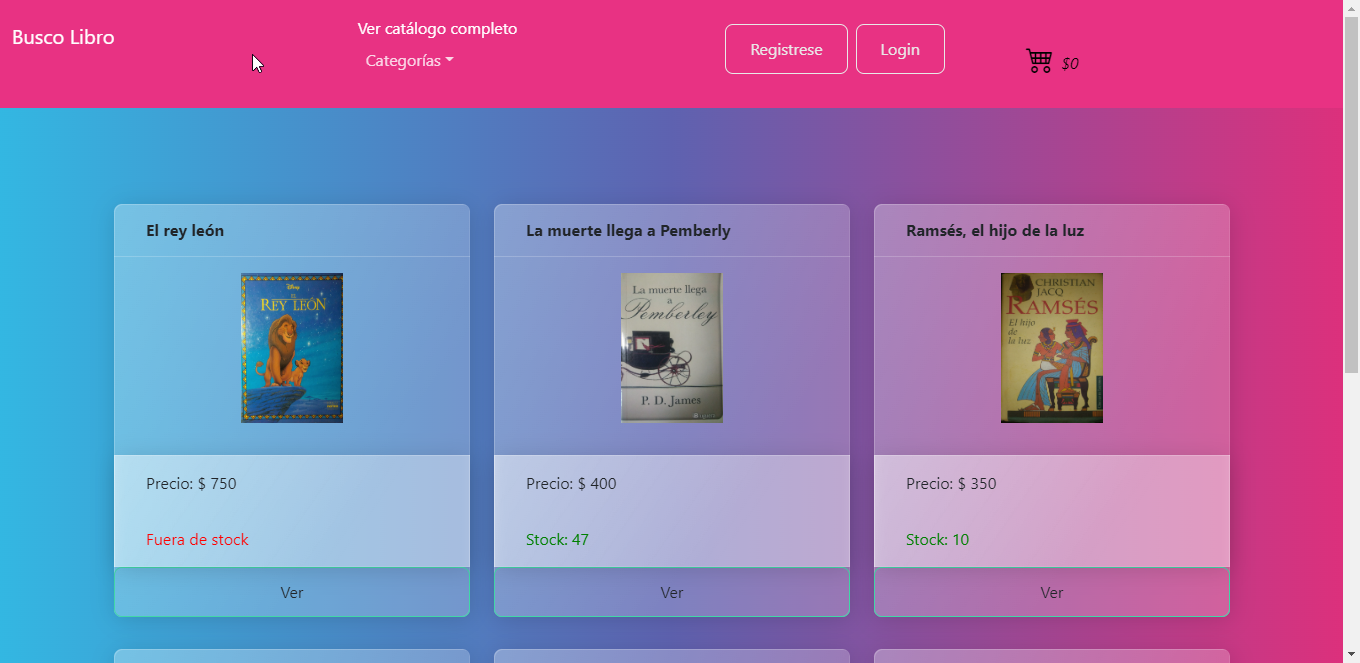 Busco Libro
Ver catálogo completo
Categorías
Registrese
Login
$0
El rey león
Disney
EL
REY LEÓN
Precio: $ 750
Fuera de stock
Ver
La muerte llega a Pemberly
La muerte llega
a
Pemberley
P. D. James
Precio: $ 400
Stock: 47
Ver
Ramsés, el hijo de la luz
CHRISTIAN
JACQ
RAMSÉS
El hijo
de
la luz
Precio: $ 350
Stock: 10
Ver